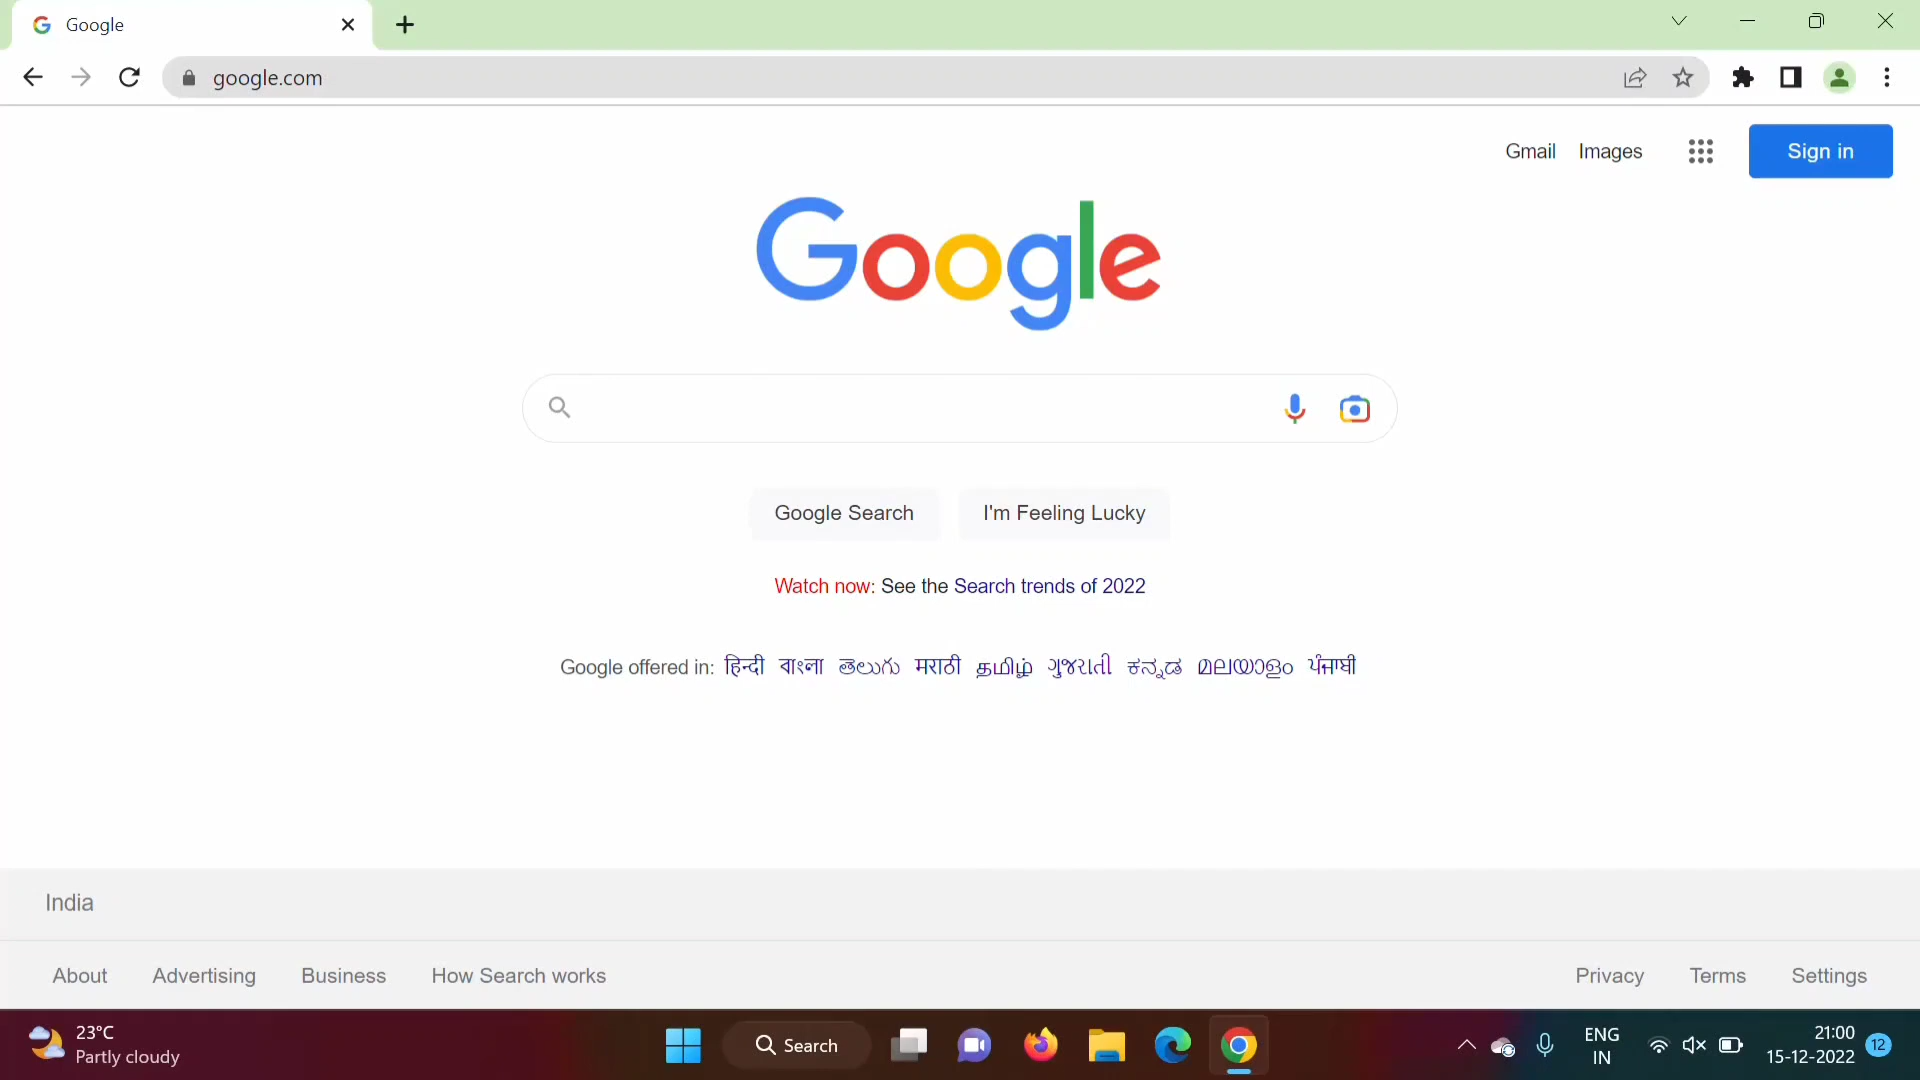 Google
google.com
Gmail Images Sign in
Google
Google Search I'm Feeling Lucky
Watch now: See the Search trends of 2022
Google offered in: हिन्दी বাংলা తెలుగు मराठी தமிழ் ગુજરાતી ಕನ್ನಡ മലയാളം ਪੰਜਾਬੀ
India
About Advertising Business How Search works Privacy Terms Settings
23°C
Partly cloudy
Search
ENG
IN
21:00
15-12-2022
12